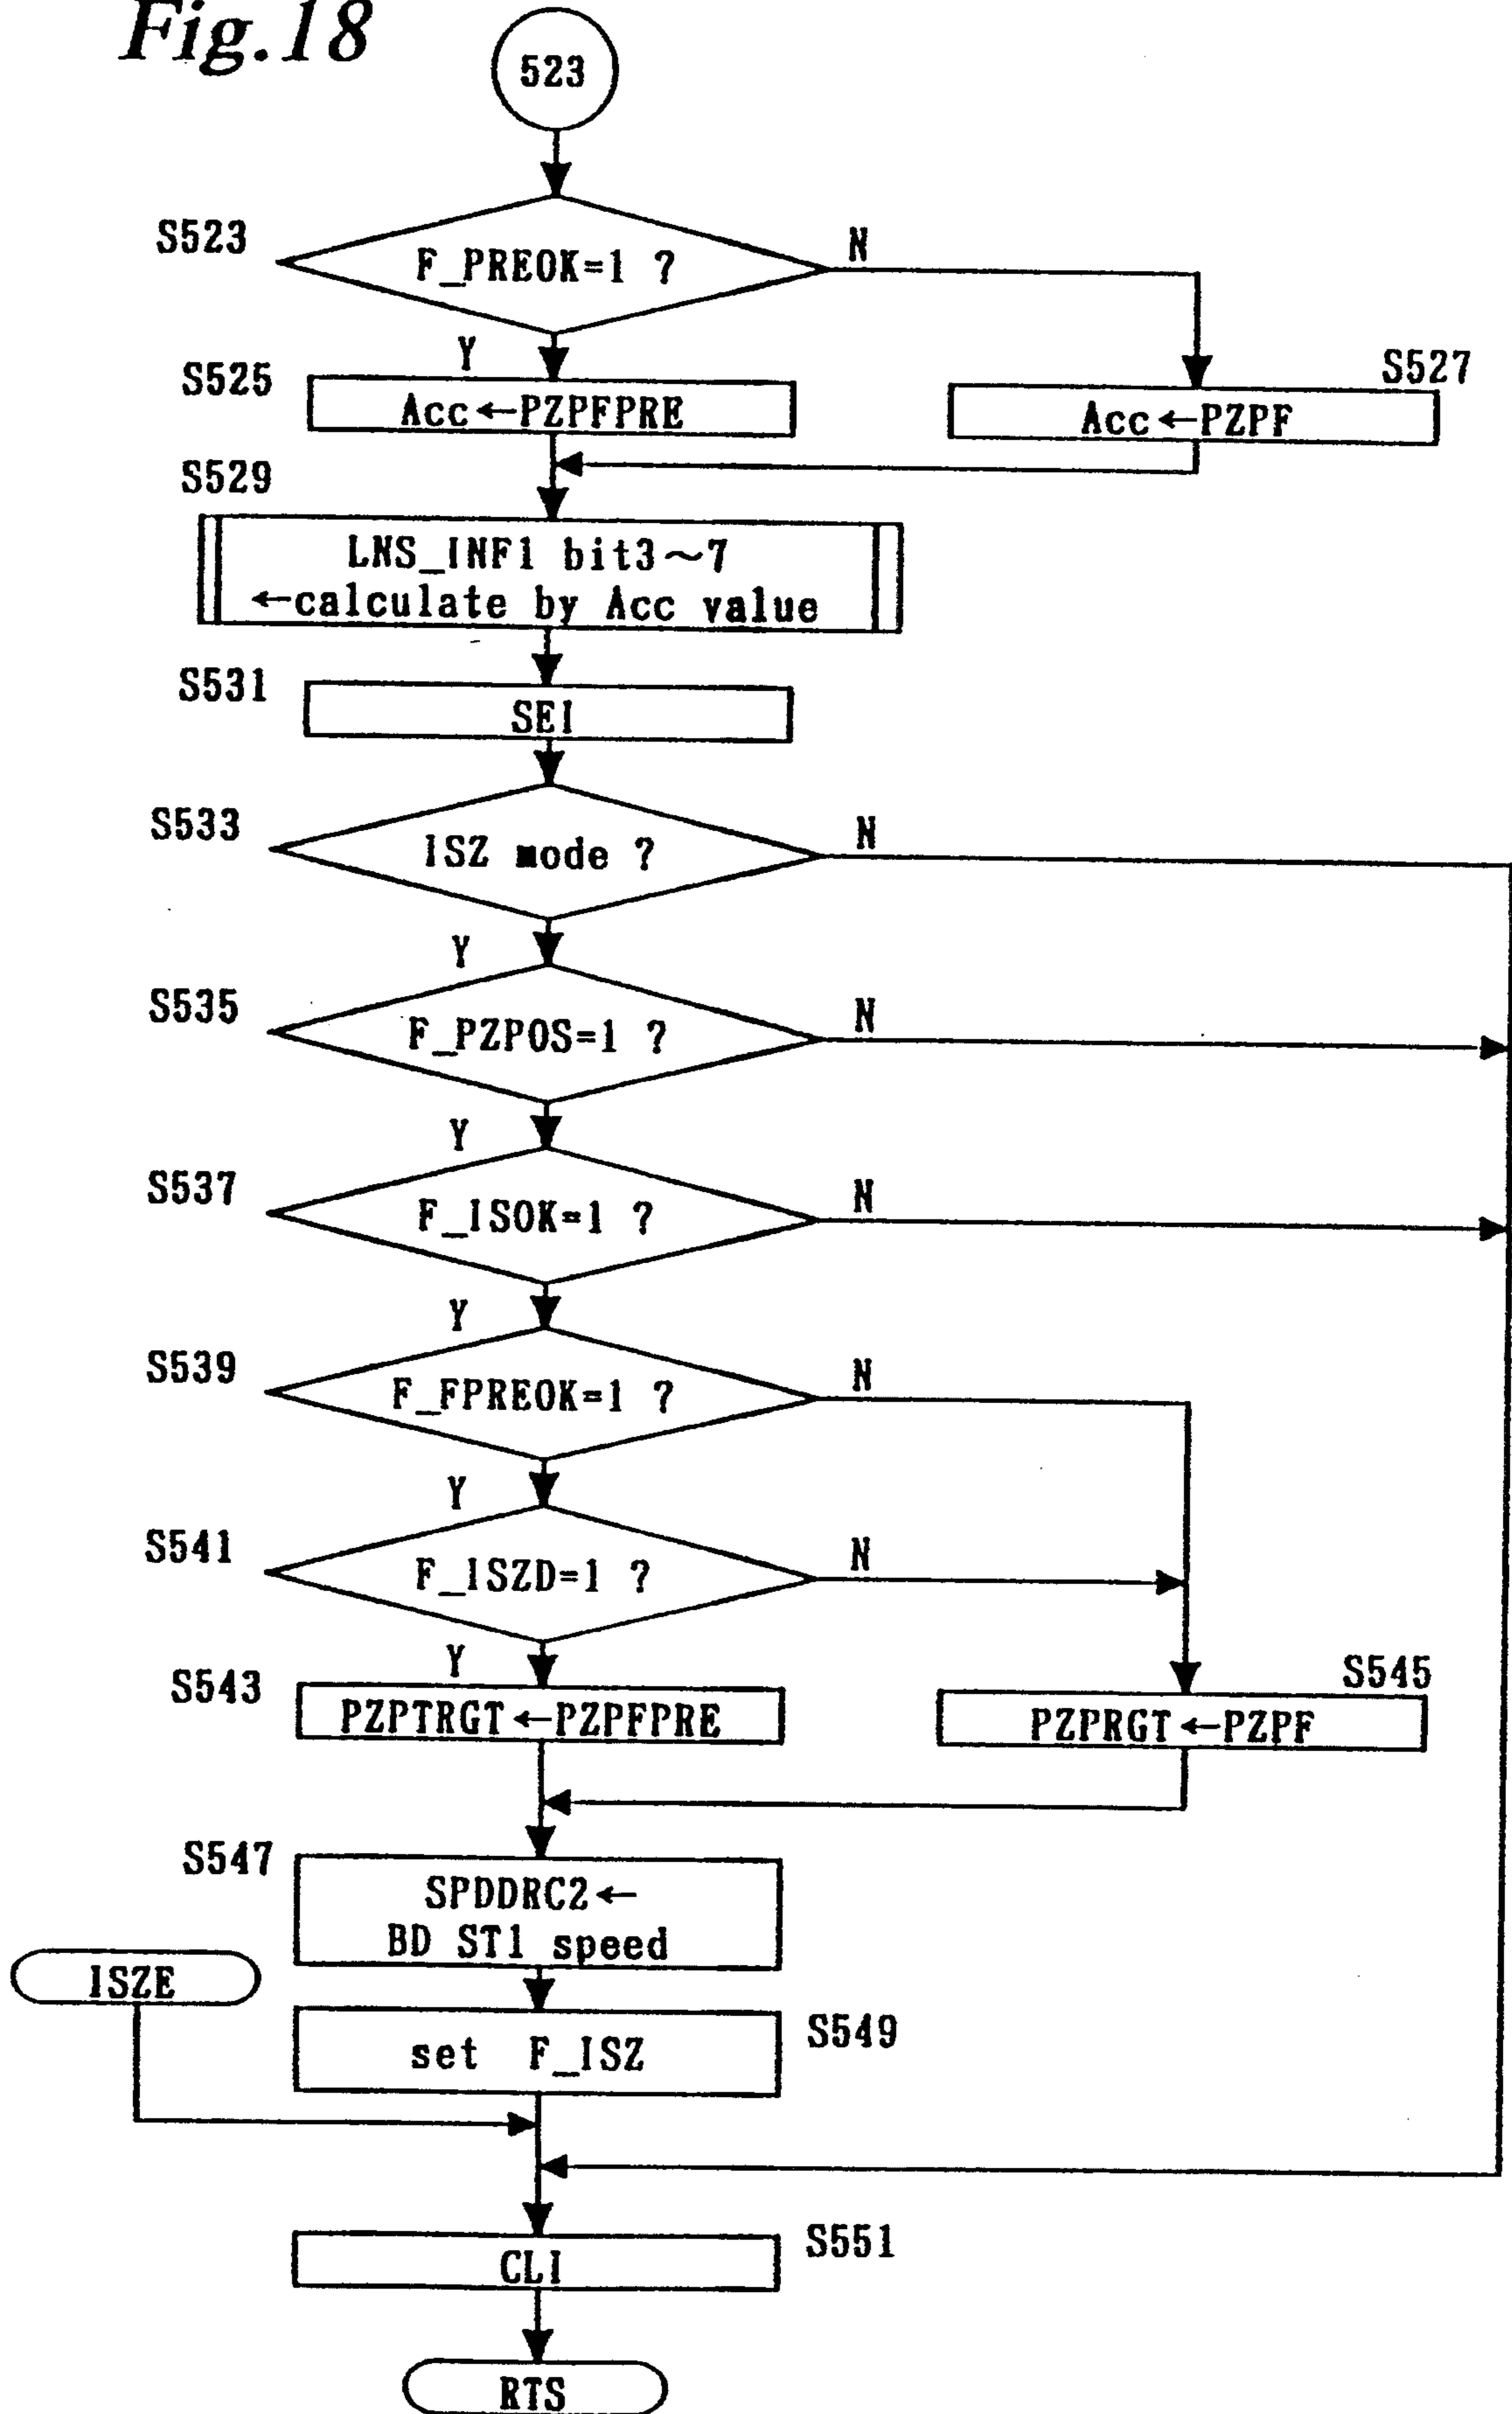 Fig.18
523
S523
F_PREOK=1 ?
N
Y
S525
Acc←PZPFPRE
S527
Acc←PZPF
S529
LNS_INF1 bit3~7
←calculate by Acc value
S531
SEI
S533
ISZ mode ?
N
Y
S535
F_PZPOS=1 ?
N
Y
S537
F_ISOK=1 ?
N
Y
S539
F_FPREOK=1 ?
N
Y
S541
F_ISZD=1 ?
N
Y
S543
PZPTRGT←PZPFPRE
S545
PZPRGT←PZPF
S547
SPDDRC2←
BD ST1 speed
ISZE
set F_ISZ
S549
S551
CLI
RTS